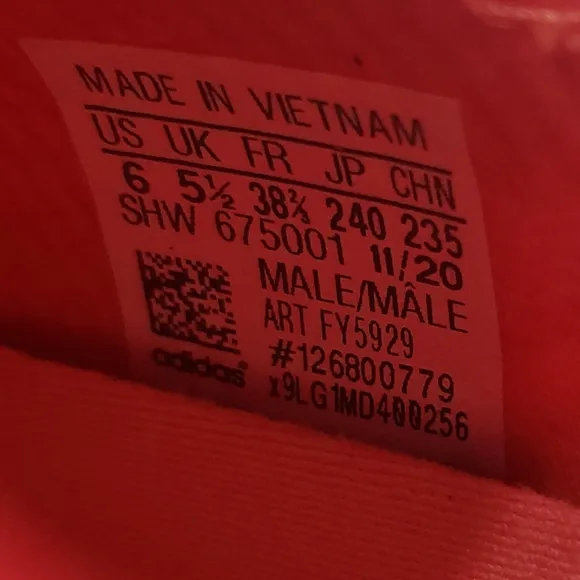 MADE IN VIETNAM
US UK FR JP CHN
6 5½ 38⅔ 240 235
SHW 675001 11/20
MALE/MÂLE
ART FY5929
#126800779
x9LG1MD400256
adidas